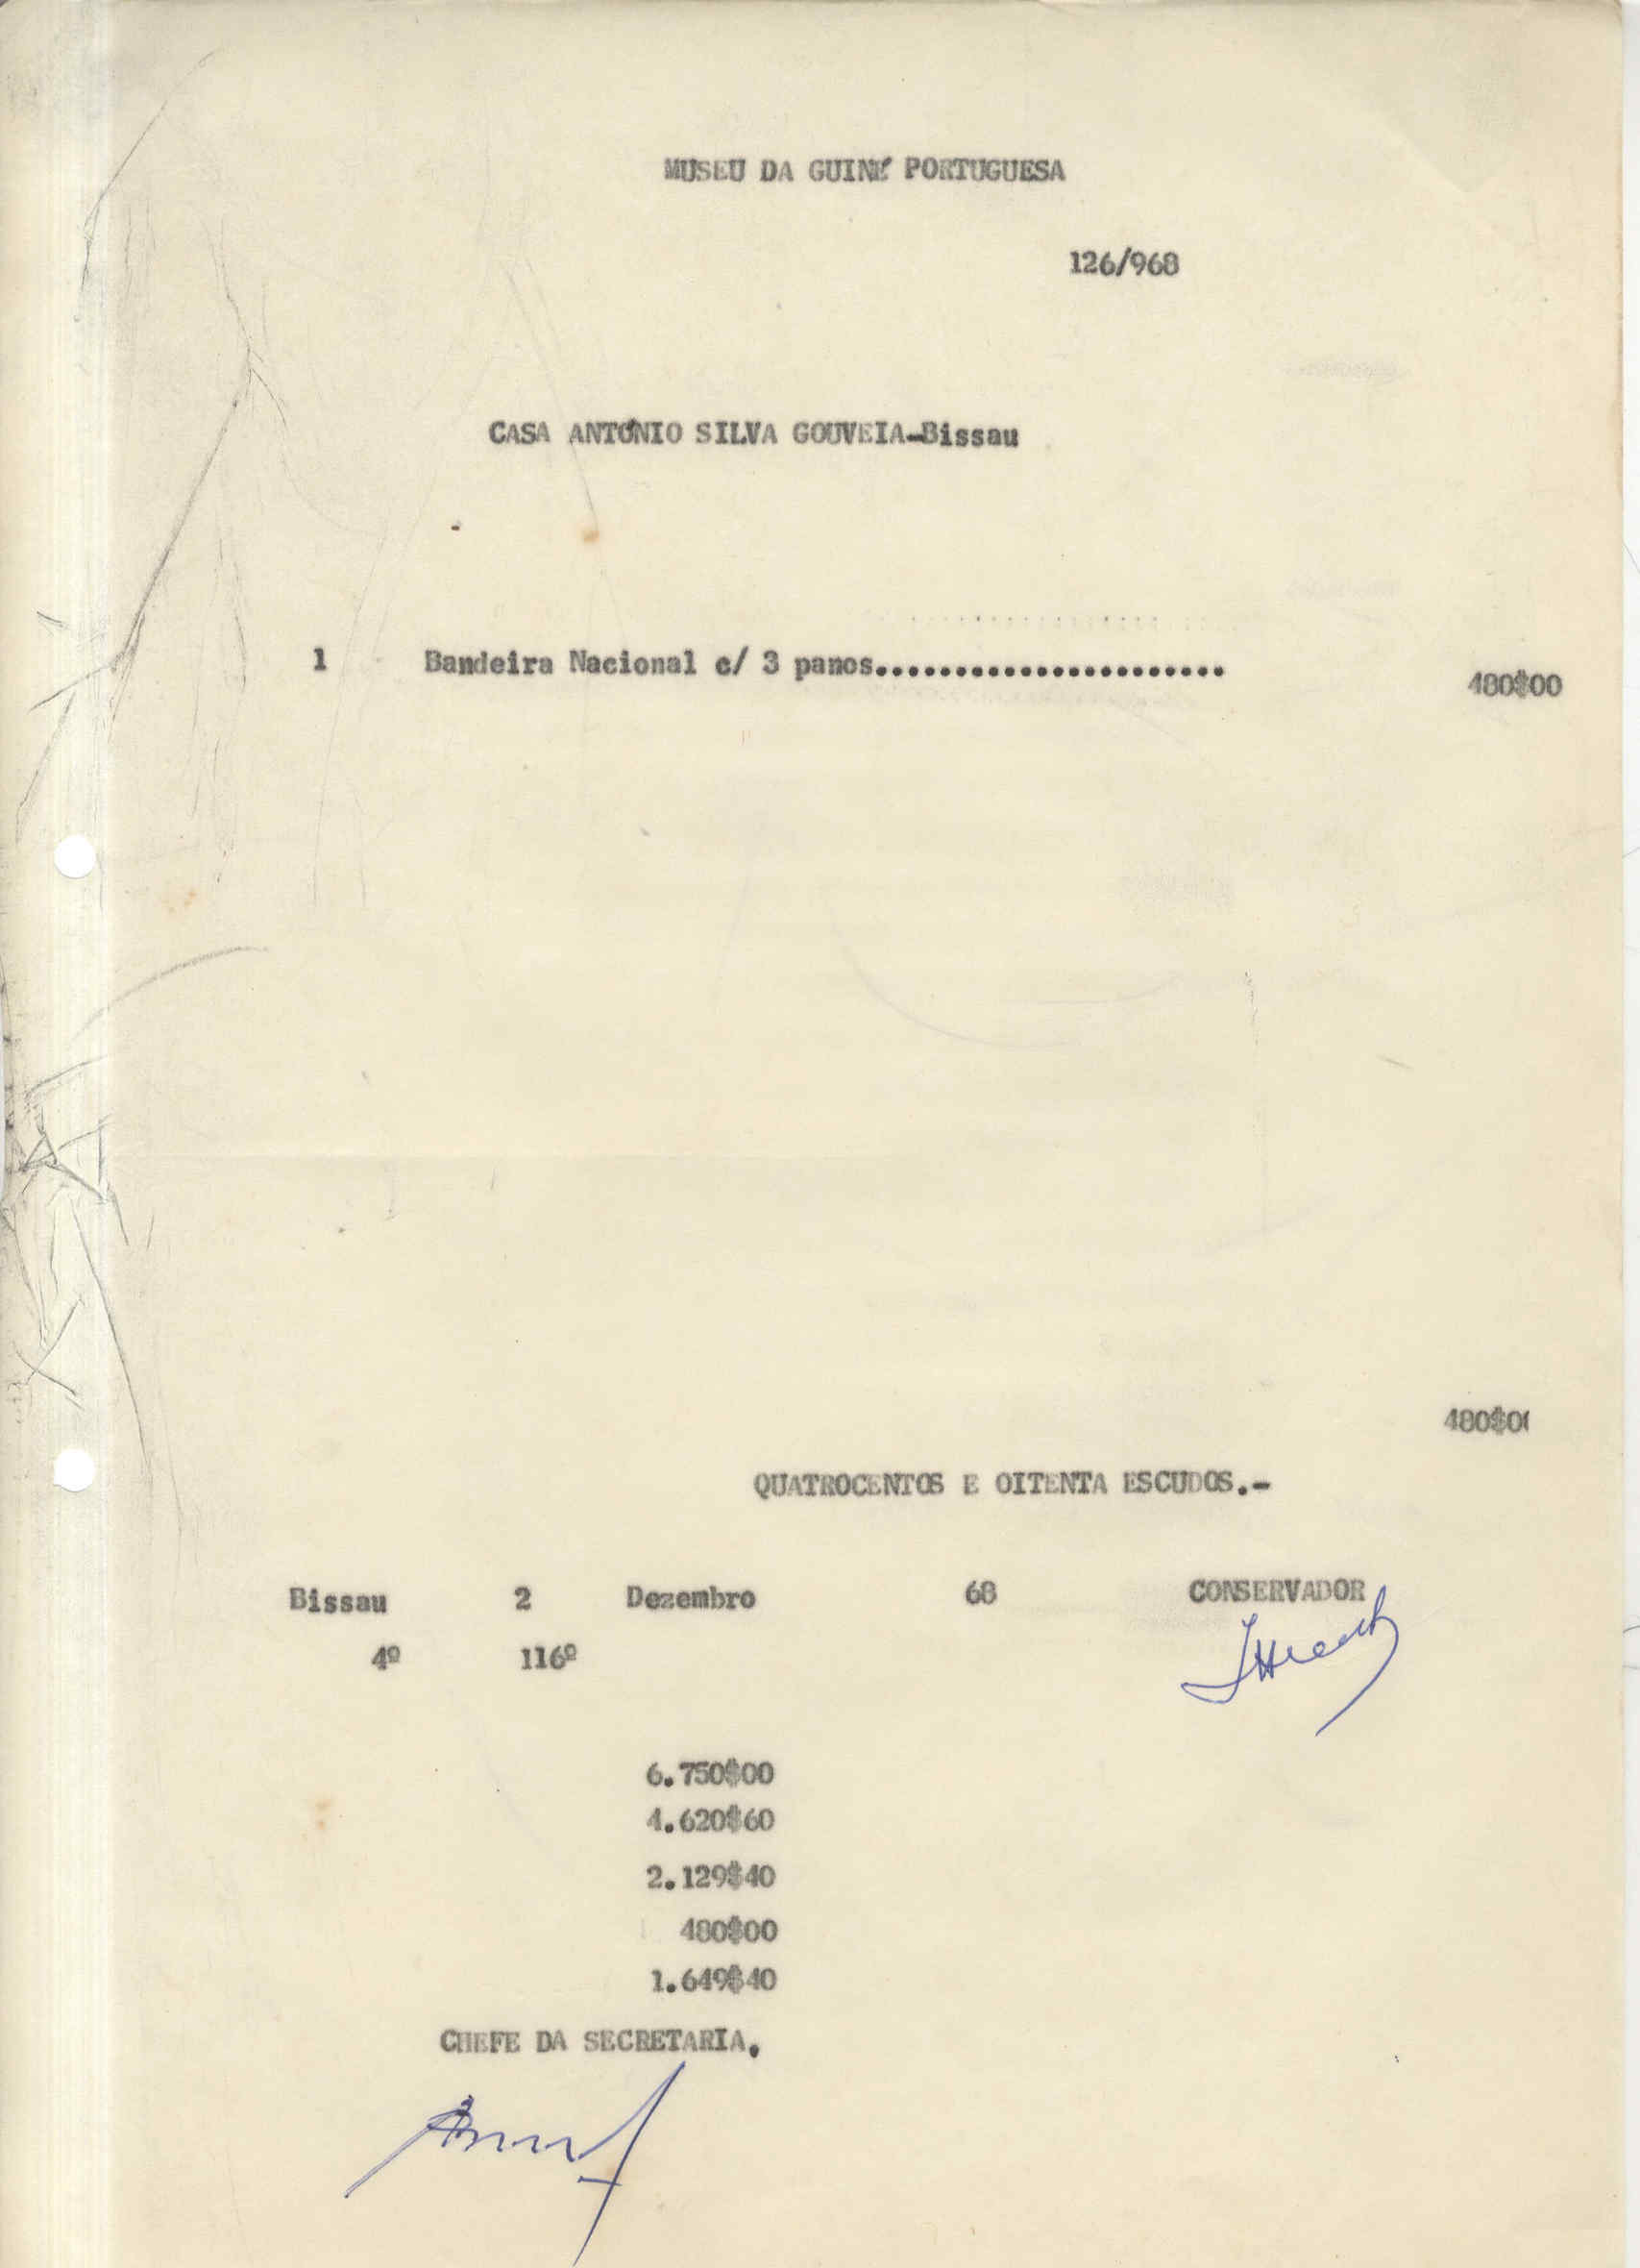 MUSEU DA GUINÉ PORTUGUESA
126/968
CASA ANTÓNIO SILVA GOUVEIA-Bissau
1 Bandeira Nacional c/ 3 panos...................... 480$00
480$0
QUATROCENTOS E OITENTA ESCUDOS.-
Bissau 2 Dezembro 68 CONSERVADOR
4º 116º
6.750$00
4.620$60
2.129$40
480$00
1.649$40
CHEFE DA SECRETARIA.